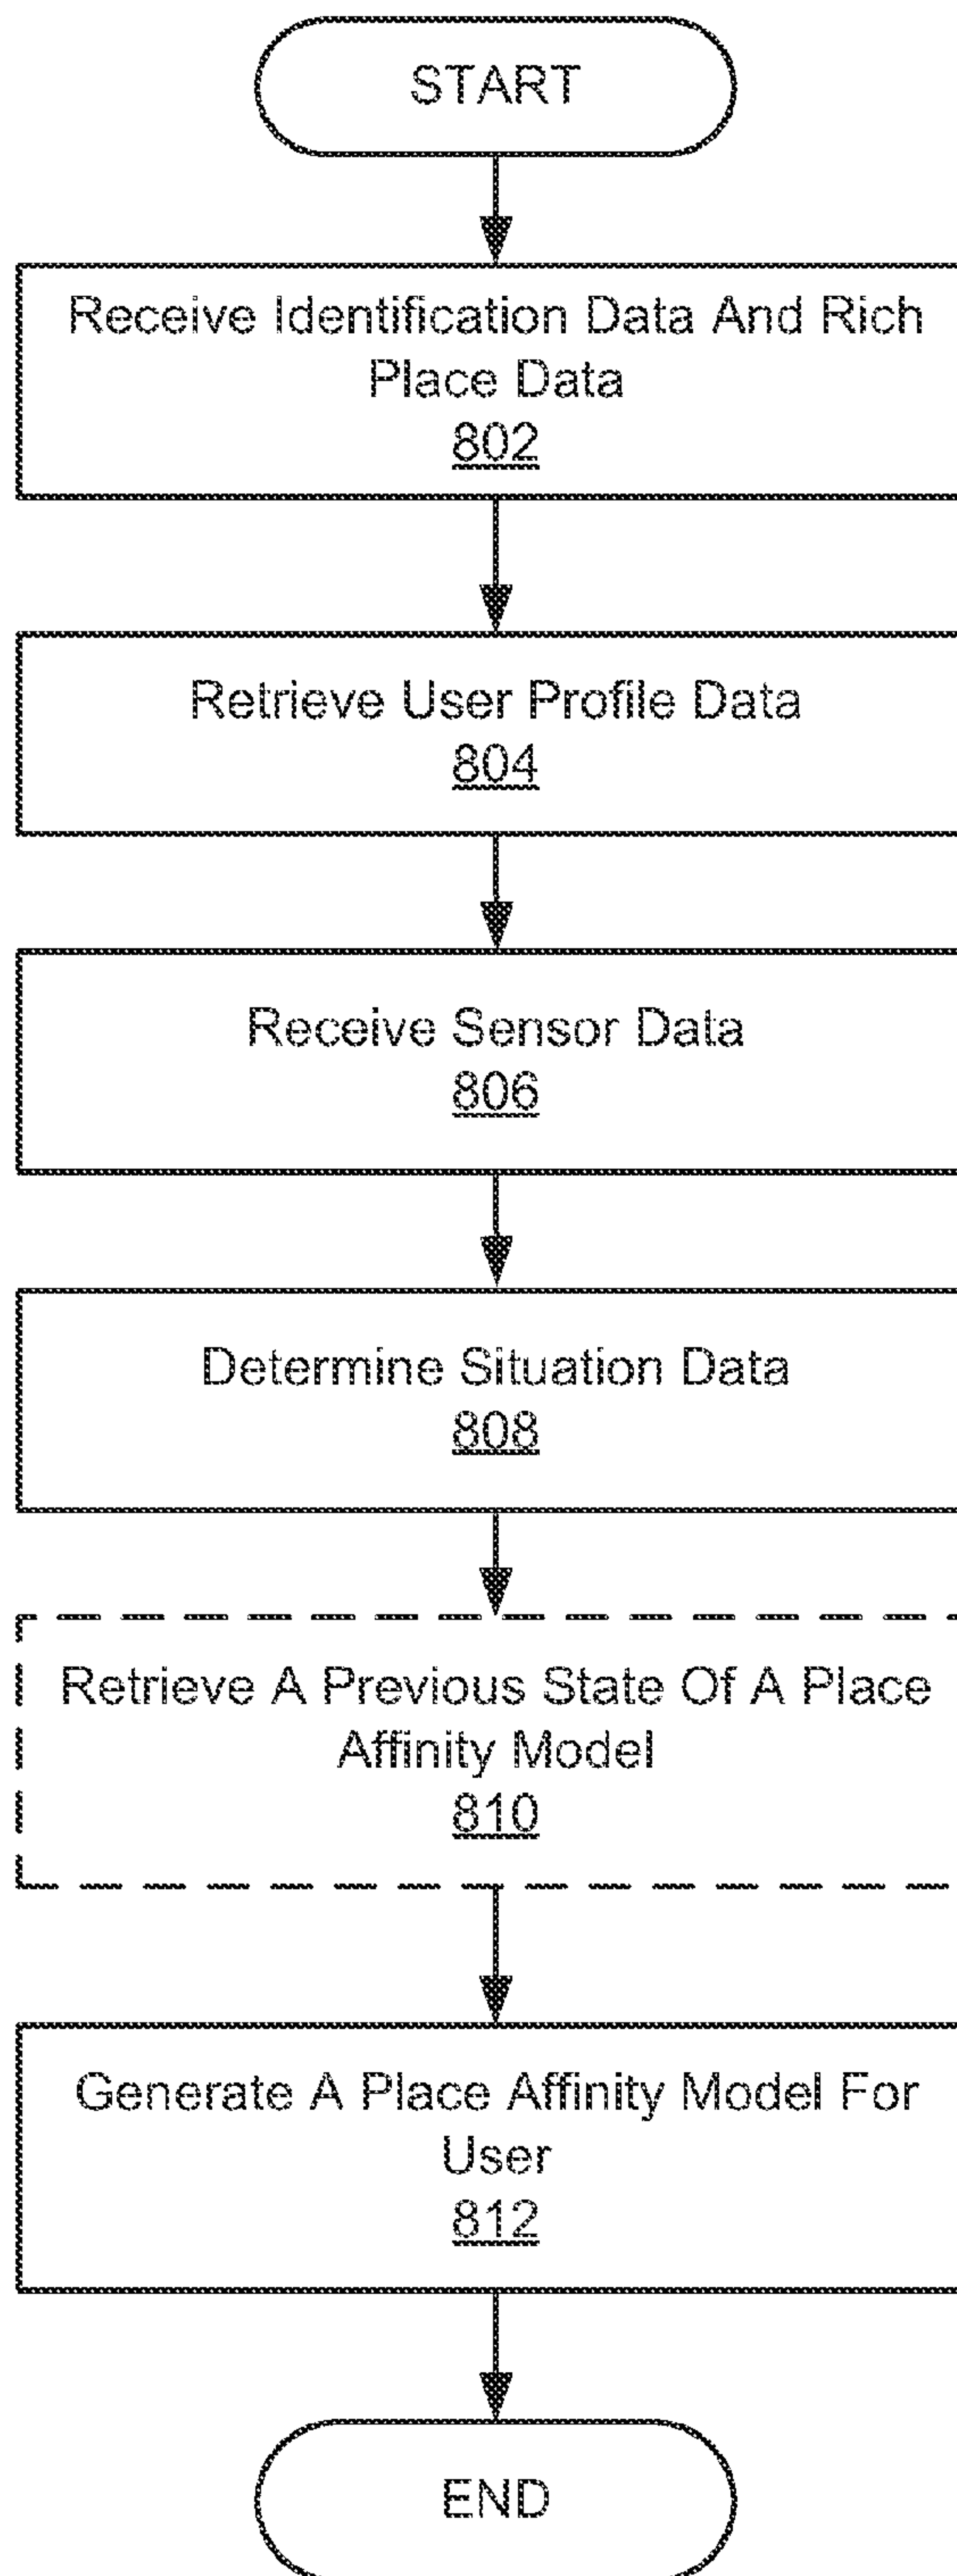 START
Receive Identification Data And Rich
Place Data
802
Retrieve User Profile Data
804
Receive Sensor Data
806
Determine Situation Data
808
Retrieve A Previous State Of A Place
Affinity Model
810
Generate A Place Affinity Model For
User
812
END